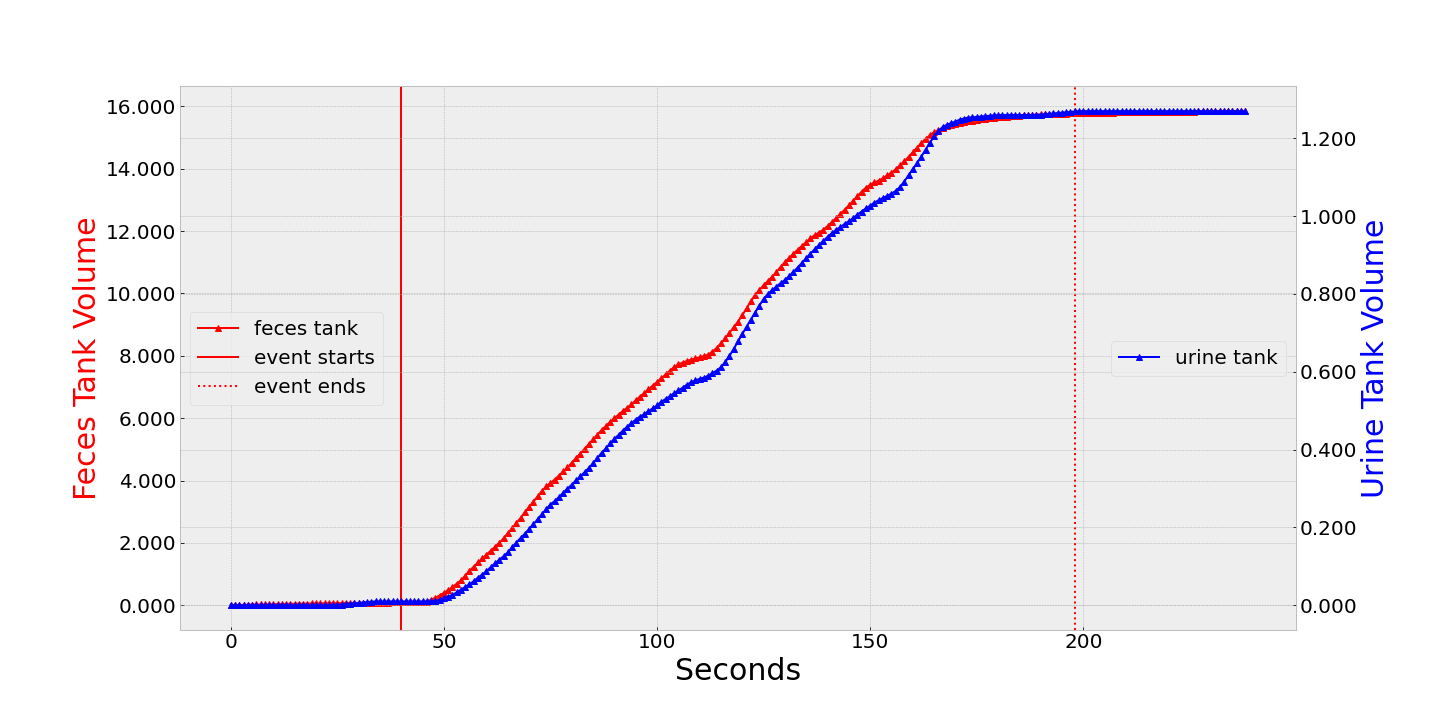 Feces Tank Volume
16.000
14.000
12.000
10.000
8.000
6.000
4.000
2.000
0.000
feces tank
event starts
event ends
urine tank
1.200
1.000
0.800
0.600
0.400
0.200
0.000
Urine Tank Volume
0 50 100 150 200
Seconds